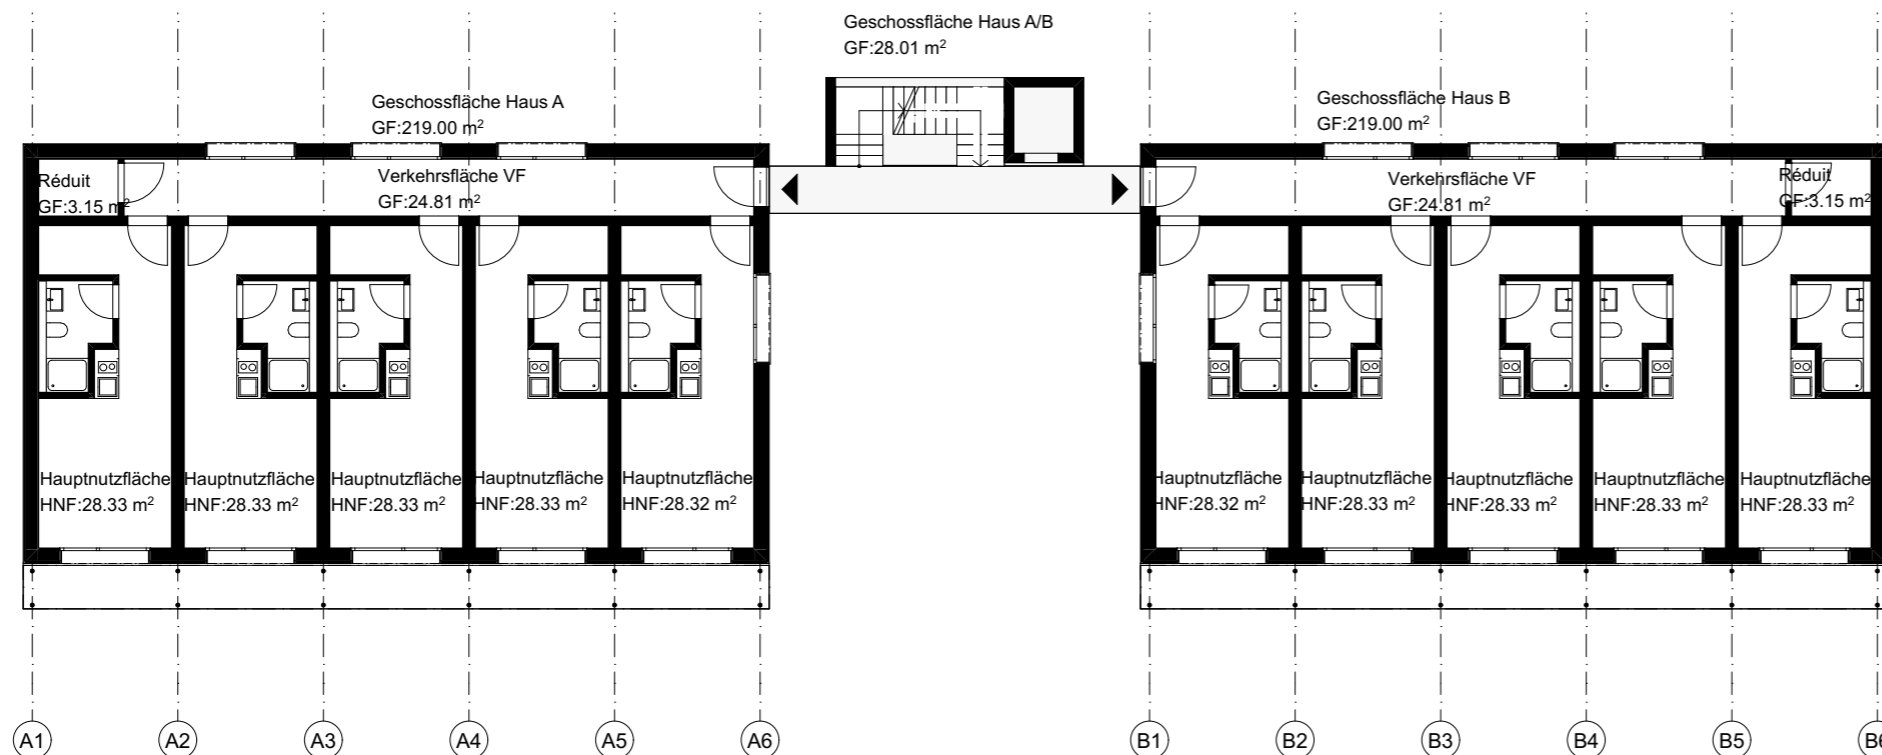 Geschossfläche Haus A/B
GF:28.01 m²
Geschossfläche Haus A
GF:219.00 m²
Geschossfläche Haus B
GF:219.00 m²
Réduit
GF:3.15 m²
Verkehrsfläche VF
GF:24.81 m²
Verkehrsfläche VF
GF:24.81 m²
Réduit
GF:3.15 m²
Hauptnutzfläche
HNF:28.33 m²
Hauptnutzfläche
HNF:28.33 m²
Hauptnutzfläche
HNF:28.33 m²
Hauptnutzfläche
HNF:28.33 m²
Hauptnutzfläche
HNF:28.32 m²
Hauptnutzfläche
HNF:28.32 m²
Hauptnutzfläche
HNF:28.33 m²
Hauptnutzfläche
HNF:28.33 m²
Hauptnutzfläche
HNF:28.33 m²
Hauptnutzfläche
HNF:28.33 m²
A1
A2
A3
A4
A5
A6
B1
B2
B3
B4
B5
B6